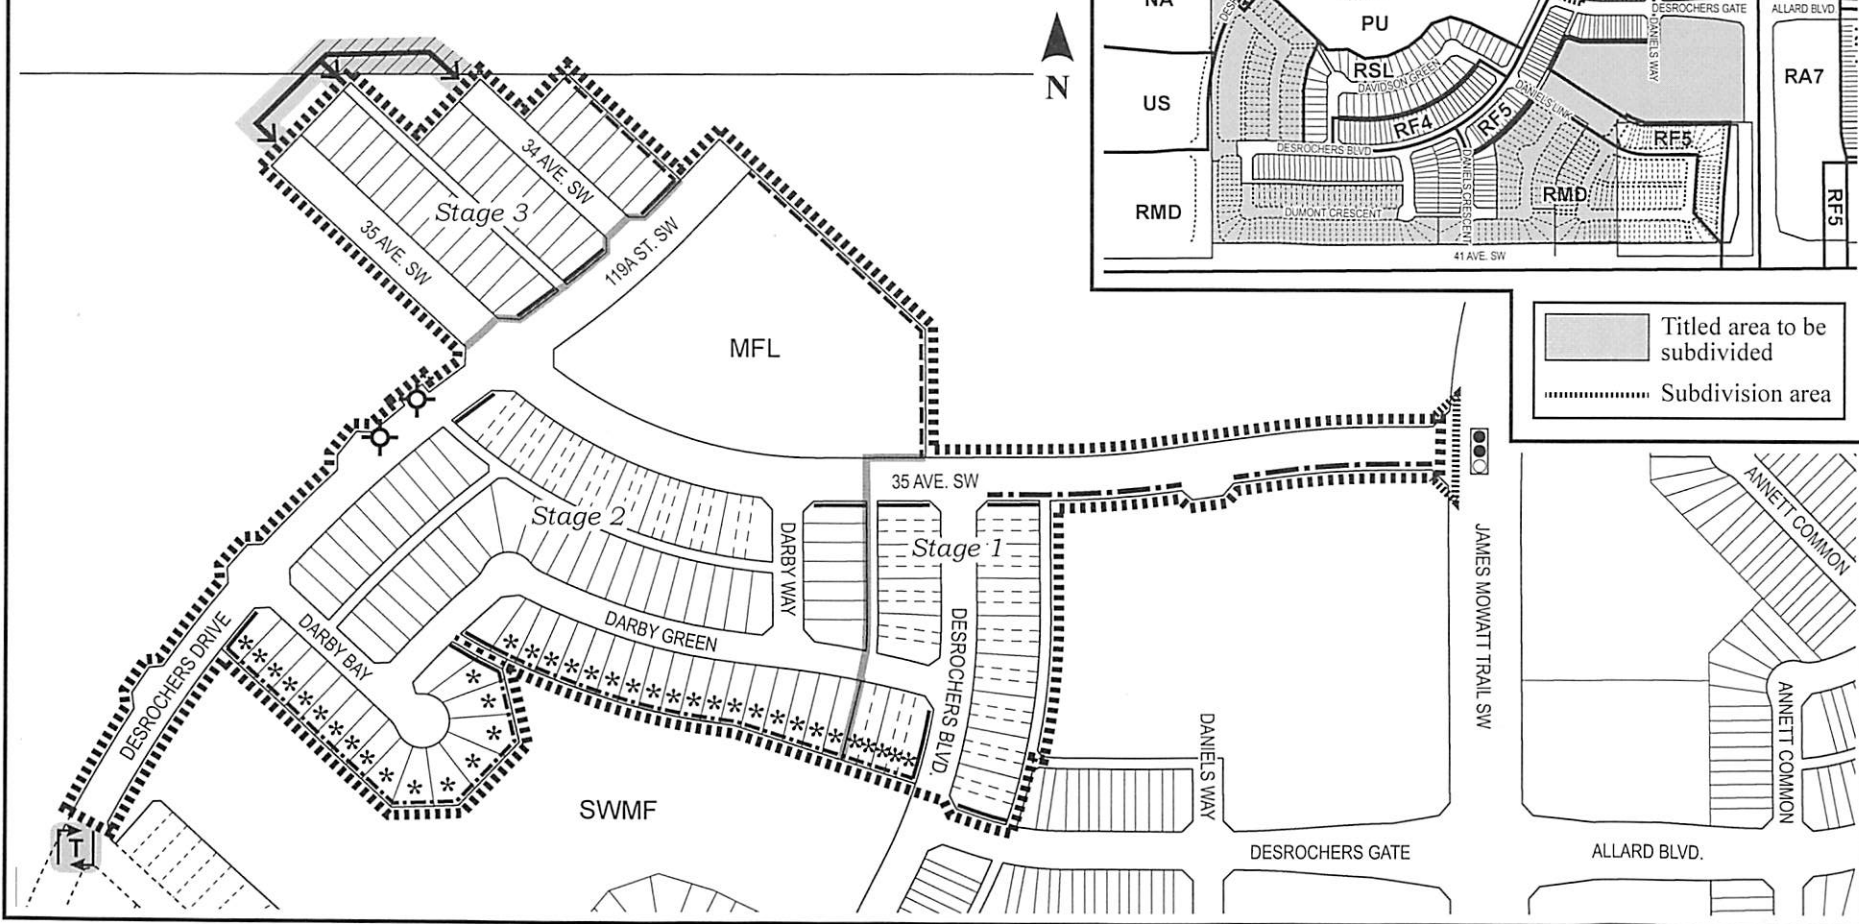 NA
PU
DESROCHERS GATE
ALLARD BLVD.
DANIELS WAY
RSL
DAVIDSON GREEN
RA7
US
DANIELS LINK
RF4
RF5
RF5
DESROCHERS BLVD
DANIELS CRESCENT
RMD
RMD
RF5
DUMONT CRESCENT
41 AVE. SW
N
34 AVE. SW
Stage 3
35 AVE. SW
119A ST. SW
MFL
Titled area to be
subdivided
Subdivision area
35 AVE. SW
Stage 2
DARBY WAY
Stage 1
ANNETT COMMON
JAMES MOWATT TRAIL SW
DARBY GREEN
DARBY BAY
DESROCHERS DRIVE
DESROCHERS BLVD.
DANIELS WAY
ANNETT COMMON
SWMF
T
DESROCHERS GATE
ALLARD BLVD.